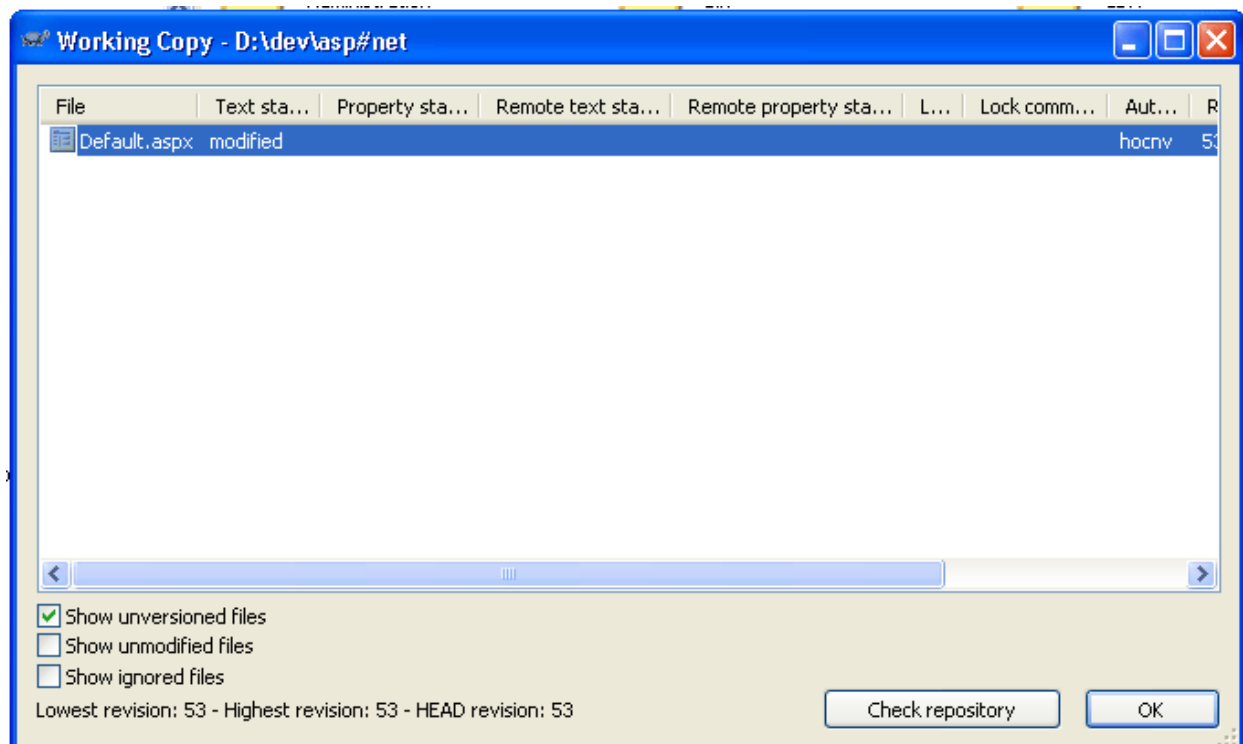 Working Copy - D:\dev\asp#net
File Text sta... Property sta... Remote text sta... Remote property sta... L... Lock comm... Aut... R
Default.aspx modified hocnv 53
Show unversioned files
Show unmodified files
Show ignored files
Lowest revision: 53 - Highest revision: 53 - HEAD revision: 53
Check repository OK